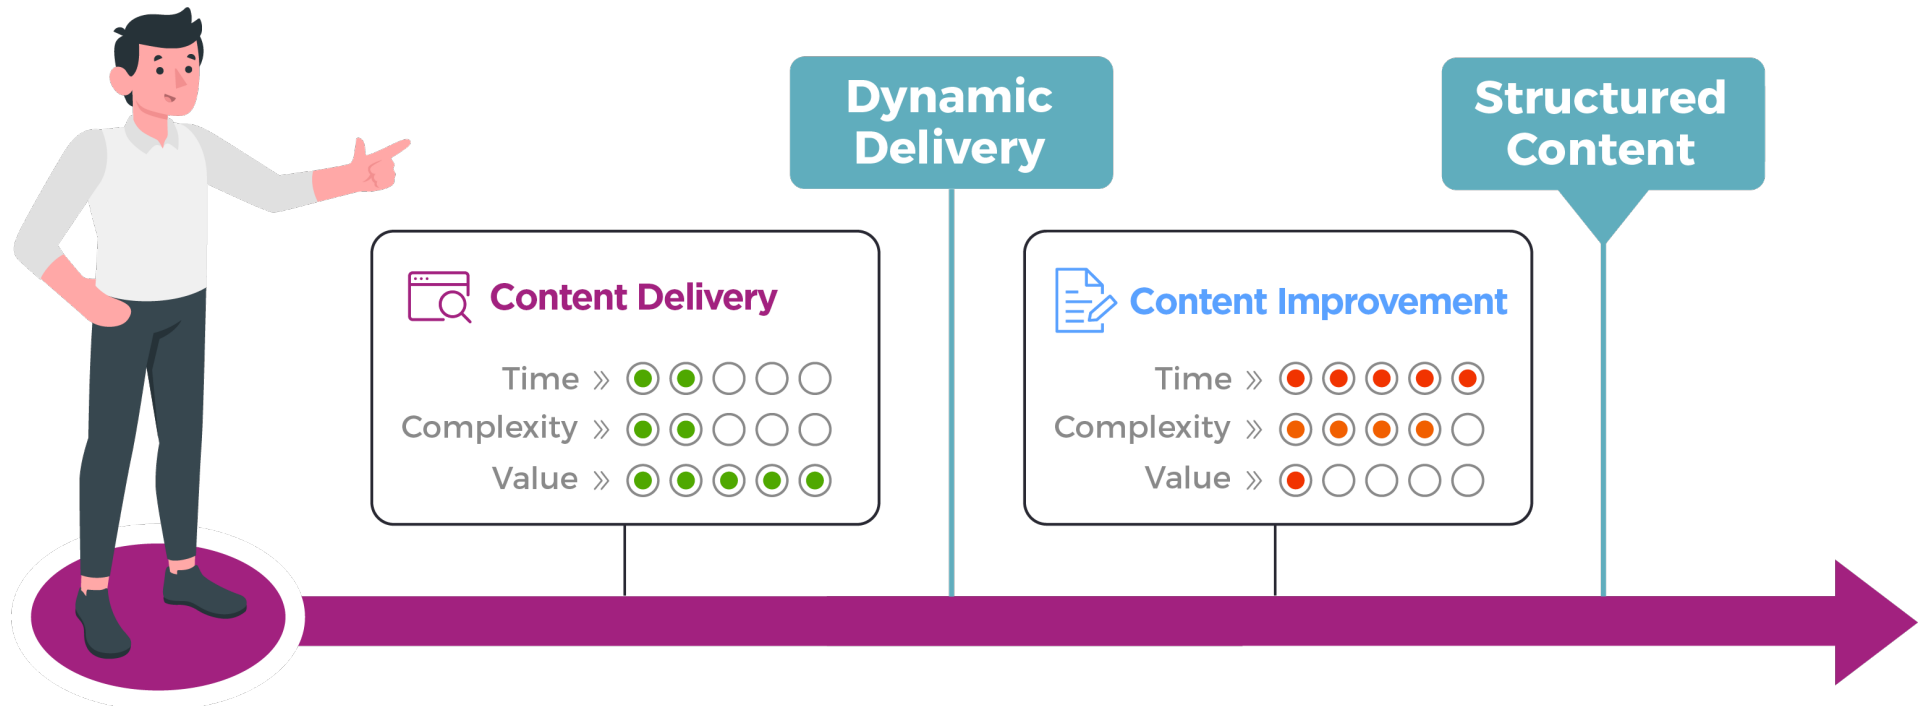 Dynamic
Delivery
Structured
Content
Content Delivery
Time »
Complexity »
Value »
Content Improvement
Time »
Complexity »
Value »